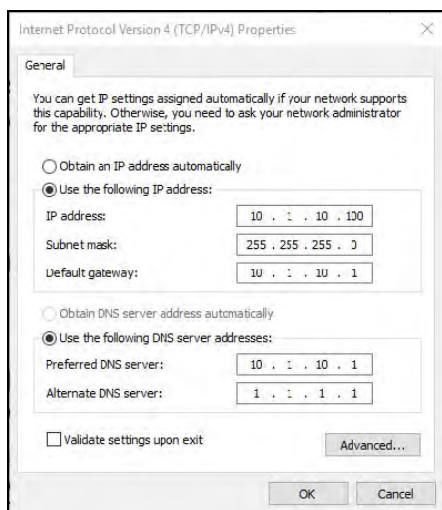 Internet Protocol Version 4 (TCP/IPv4) Properties
General
You can get IP settings assigned automatically if your network supports
this capability. Otherwise, you need to ask your network administrator
for the appropriate IP settings.
Obtain an IP address automatically
Use the following IP address:
IP address: 10 . 1 . 10 . 100
Subnet mask: 255 . 255 . 255 . 0
Default gateway: 10 . 1 . 10 . 1
Obtain DNS server address automatically
Use the following DNS server addresses:
Preferred DNS server: 10 . 1 . 10 . 1
Alternate DNS server: 1 . 1 . 1 . 1
Validate settings upon exit
Advanced...
OK Cancel